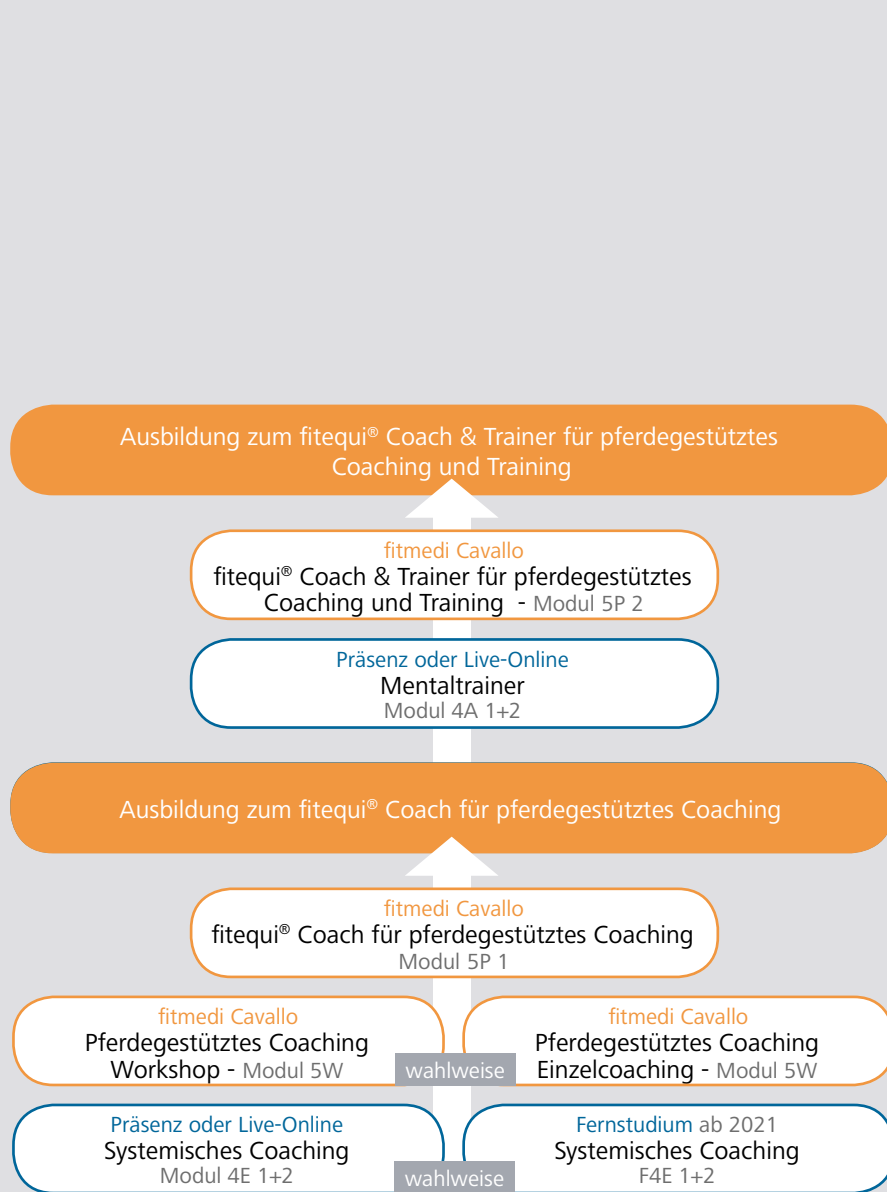 Ausbildung zum fitequi® Coach & Trainer für pferdegestütztes
Coaching und Training
fitmedi Cavallo
fitequi® Coach & Trainer für pferdegestütztes
Coaching und Training - Modul 5P 2
Präsenz oder Live-Online
Mentaltrainer
Modul 4A 1+2
Ausbildung zum fitequi® Coach für pferdegestütztes Coaching
fitmedi Cavallo
fitequi® Coach für pferdegestütztes Coaching
Modul 5P 1
fitmedi Cavallo
Pferdegestütztes Coaching
Workshop - Modul 5W
wahlweise
fitmedi Cavallo
Pferdegestütztes Coaching
Einzelcoaching - Modul 5W
Präsenz oder Live-Online
Systemisches Coaching
Modul 4E 1+2
wahlweise
Fernstudium ab 2021
Systemisches Coaching
F4E 1+2